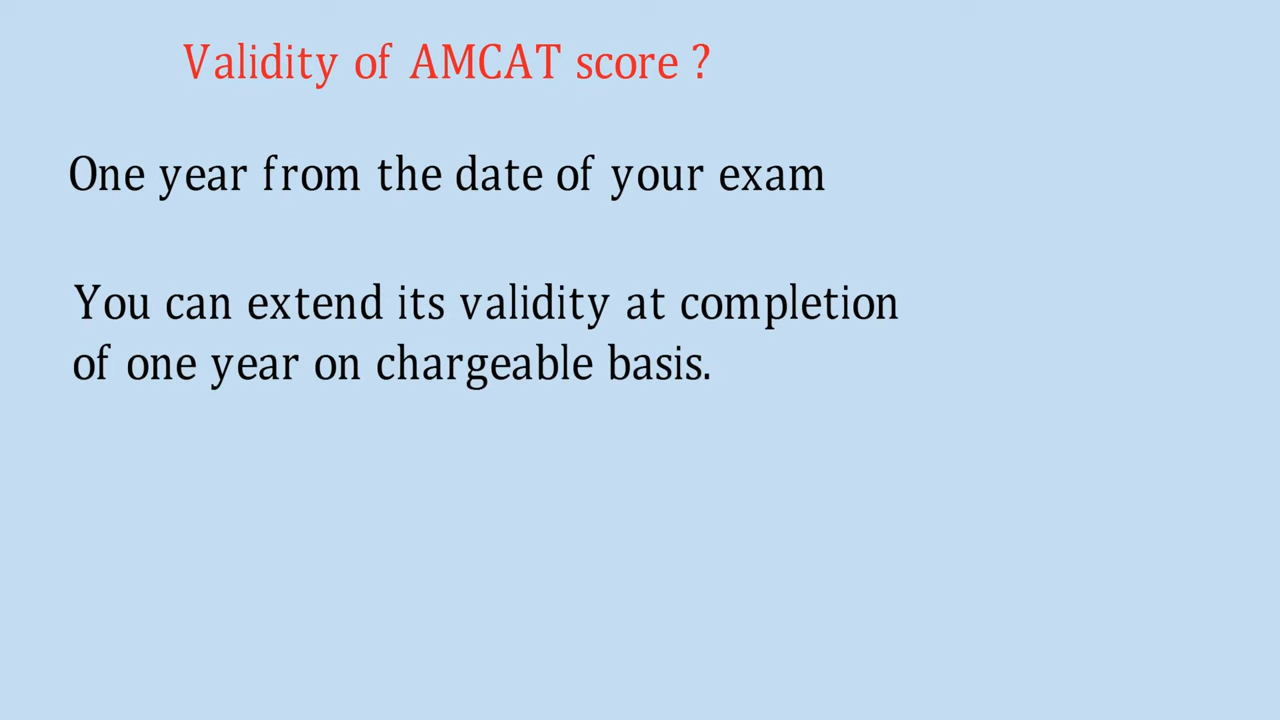 Validity of AMCAT score ?
One year from the date of your exam
You can extend its validity at completion
of one year on chargeable basis.